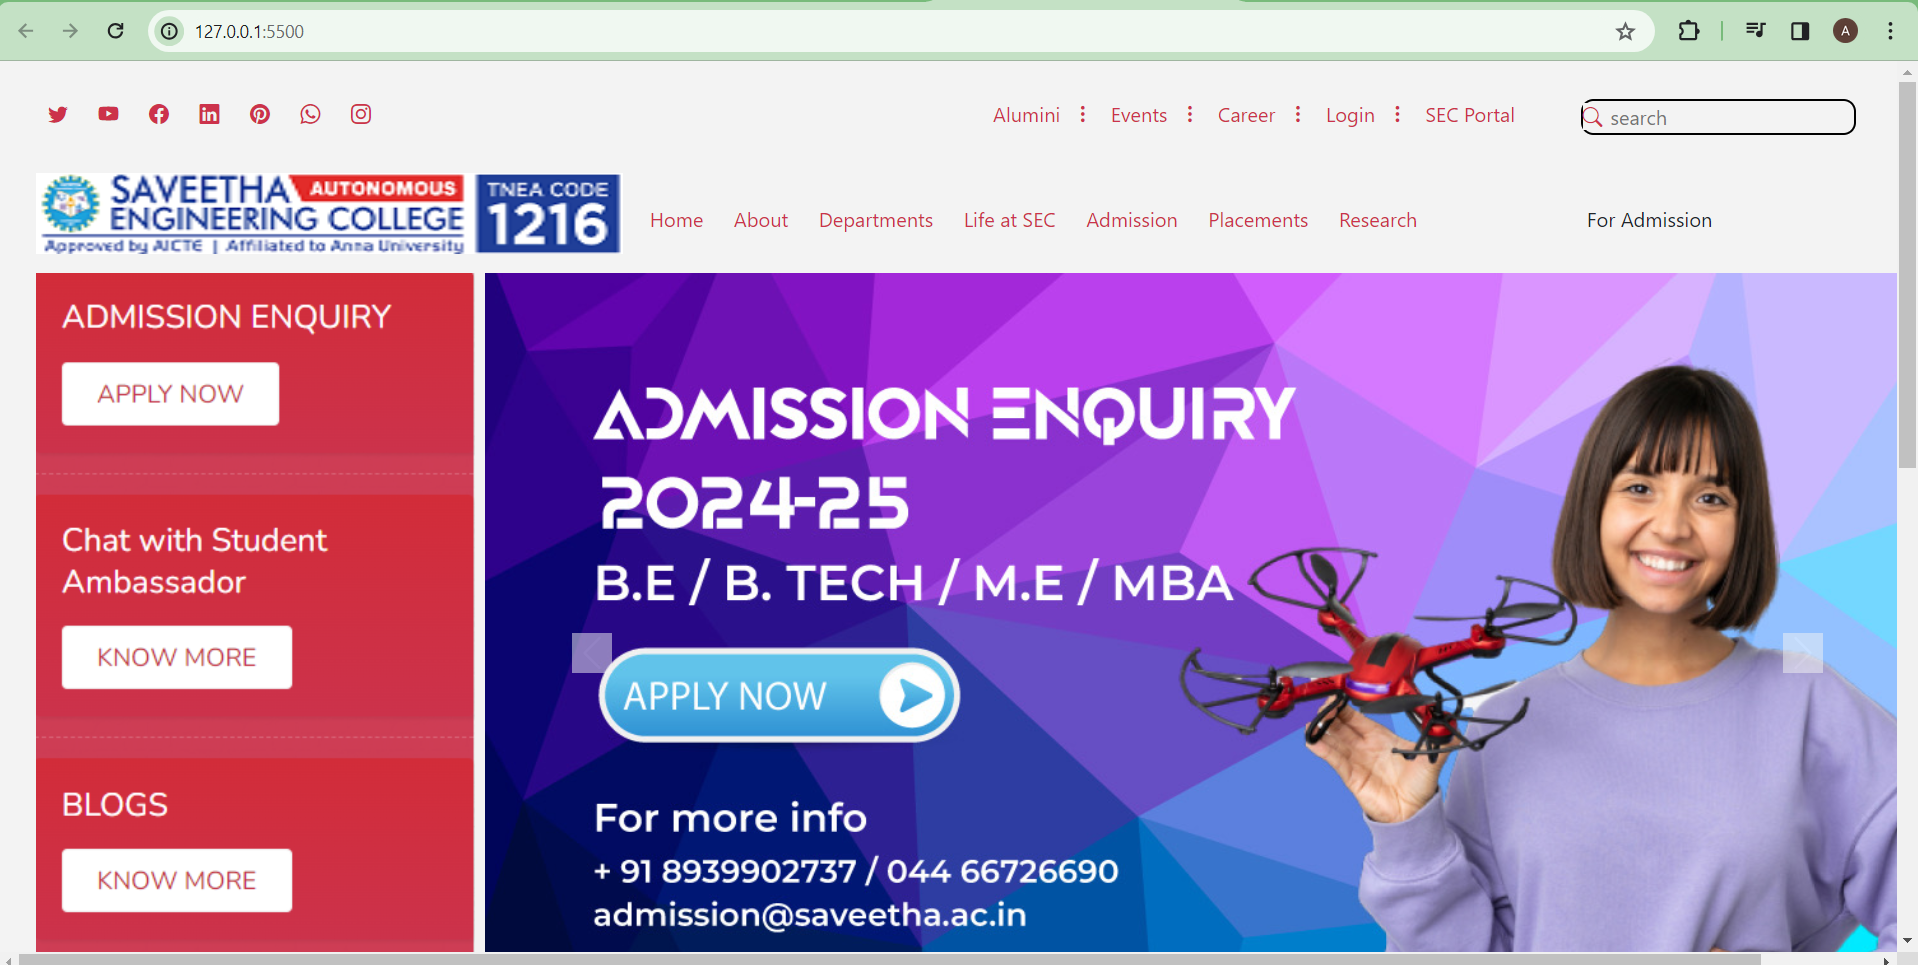 127.0.0.1:5500
A
Alumini
Events
Career
Login
SEC Portal
search
SAVEETHA AUTONOMOUS
ENGINEERING COLLEGE
Approved by AICTE | Affiliated to Anna University
TNEA CODE
1216
Home
About
Departments
Life at SEC
Admission
Placements
Research
For Admission
ADMISSION ENQUIRY
APPLY NOW
Chat with Student
Ambassador
KNOW MORE
BLOGS
KNOW MORE
ADMISSION ENQUIRY
2024-25
B.E / B. TECH / M.E / MBA
APPLY NOW
For more info
+ 91 8939902737 / 044 66726690
admission@saveetha.ac.in